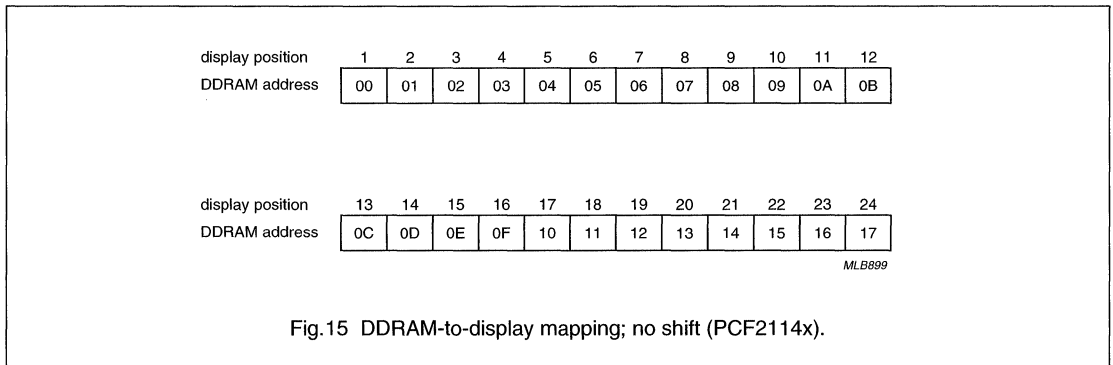 display position 1 2 3 4 5 6 7 8 9 10 11 12
DDRAM address 00 01 02 03 04 05 06 07 08 09 0A 0B
display position 13 14 15 16 17 18 19 20 21 22 23 24
DDRAM address 0C 0D 0E 0F 10 11 12 13 14 15 16 17
MLB899
Fig.15 DDRAM-to-display mapping; no shift (PCF2114x).